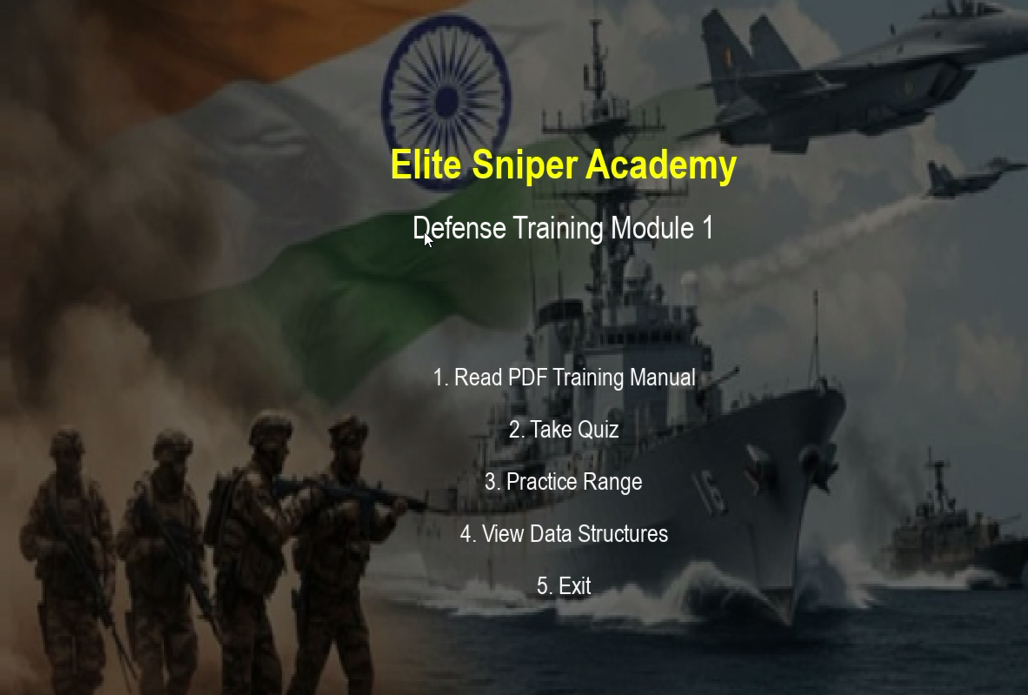 Elite Sniper Academy
Defense Training Module 1
1. Read PDF Training Manual
2. Take Quiz
3. Practice Range
16
4. View Data Structures
5. Exit